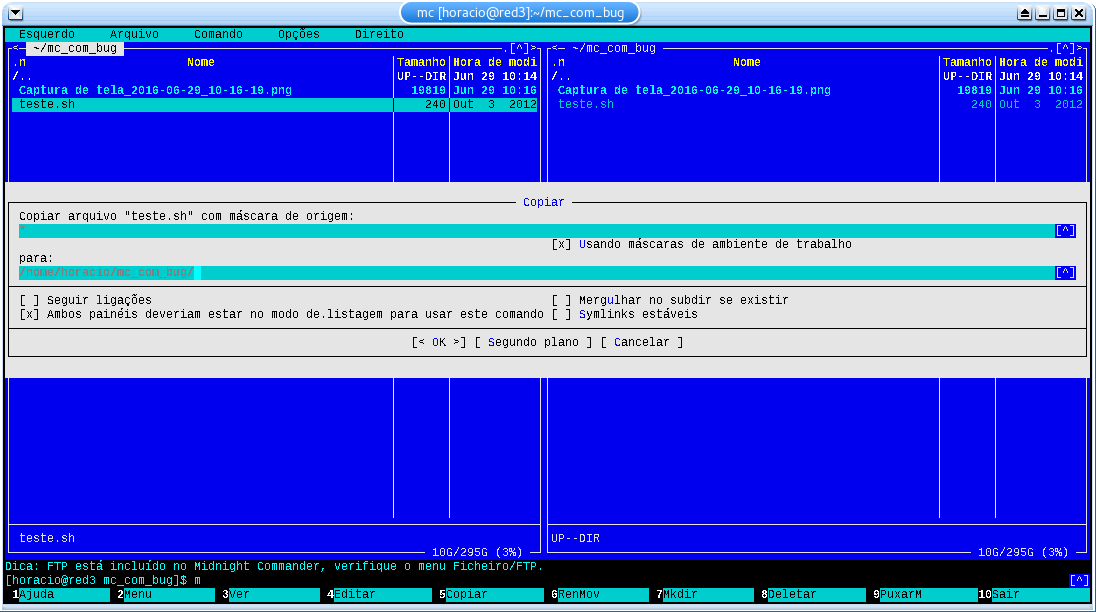 mc [horacio@red3]:~/mc_com_bug
Esquerdo Arquivo Comando Opções Direito
<— ~/mc_com_bug .[^]> <— ~/mc_com_bug .[^]>
.n Nome Tamanho Hora de modi .n Nome Tamanho Hora de modi
/.. UP--DIR Jun 29 10:14 /.. UP--DIR Jun 29 10:14
Captura de tela_2016-06-29_10-16-19.png 19819 Jun 29 10:16 Captura de tela_2016-06-29_10-16-19.png 19819 Jun 29 10:16
teste.sh 240 Out 3 2012 teste.sh 240 Out 3 2012
Copiar
Copiar arquivo "teste.sh" com máscara de origem:
* [^]
[x] Usando máscaras de ambiente de trabalho
para:
/home/horacio/mc_com_bug/ [^]
[ ] Seguir ligações [ ] Mergulhar no subdir se existir
[x] Ambos painéis deveriam estar no modo de.listagem para usar este comando [ ] Symlinks estáveis
[< OK >] [ Segundo plano ] [ Cancelar ]
teste.sh UP--DIR
10G/295G (3%) 10G/295G (3%)
Dica: FTP está incluído no Midnight Commander, verifique o menu Ficheiro/FTP.
[horacio@red3 mc_com_bug]$ m [^]
1Ajuda 2Menu 3Ver 4Editar 5Copiar 6RenMov 7Mkdir 8Deletar 9PuxarM 10Sair